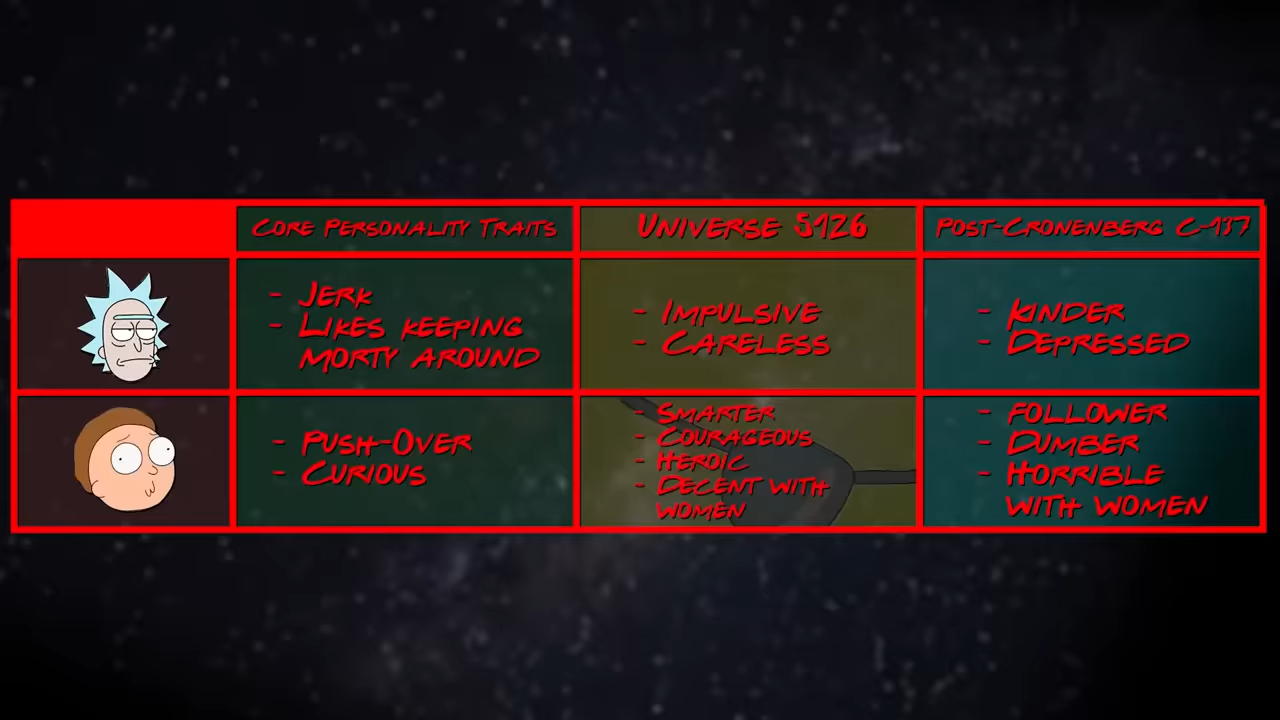 Core Personality Traits
Universe 5126
Post-Cronenberg C-137
- Jerk
- Likes keeping
Morty around
- Impulsive
- Careless
- Kinder
- Depressed
- Push-Over
- Curious
- Smarter
- Courageous
- Heroic
- Decent with
women
- Follower
- Dumber
- Horrible
with women